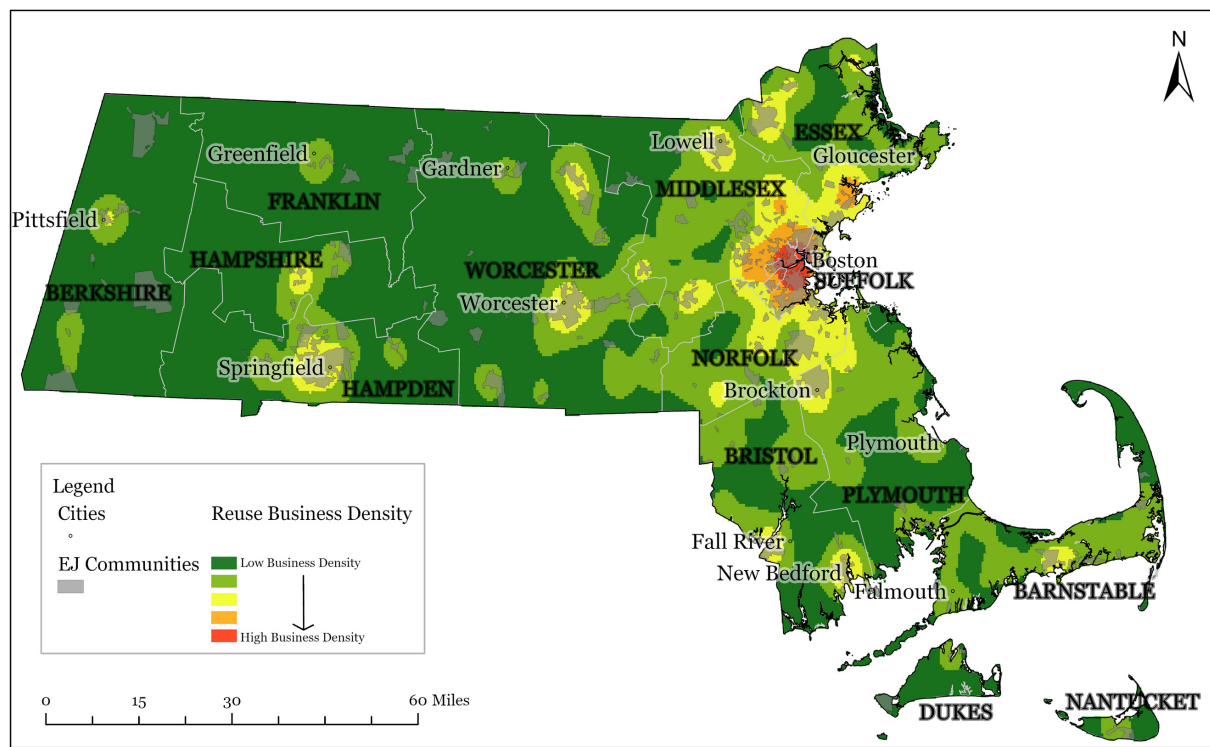 N
Lowell
ESSEX
Greenfield
Gardner
Gloucester
FRANKLIN
MIDDLESEX
Pittsfield
HAMPSHIRE
WORCESTER
Boston
SUFFOLK
BERKSHIRE
Worcester
NORFOLK
Springfield
HAMPDEN
Brockton
Plymouth
BRISTOL
PLYMOUTH
Fall River
New Bedford
Falmouth
BARNSTABLE
NANTUCKET
DUKES
Legend
Cities
EJ Communities
Reuse Business Density
Low Business Density
High Business Density
0 15 30 60 Miles